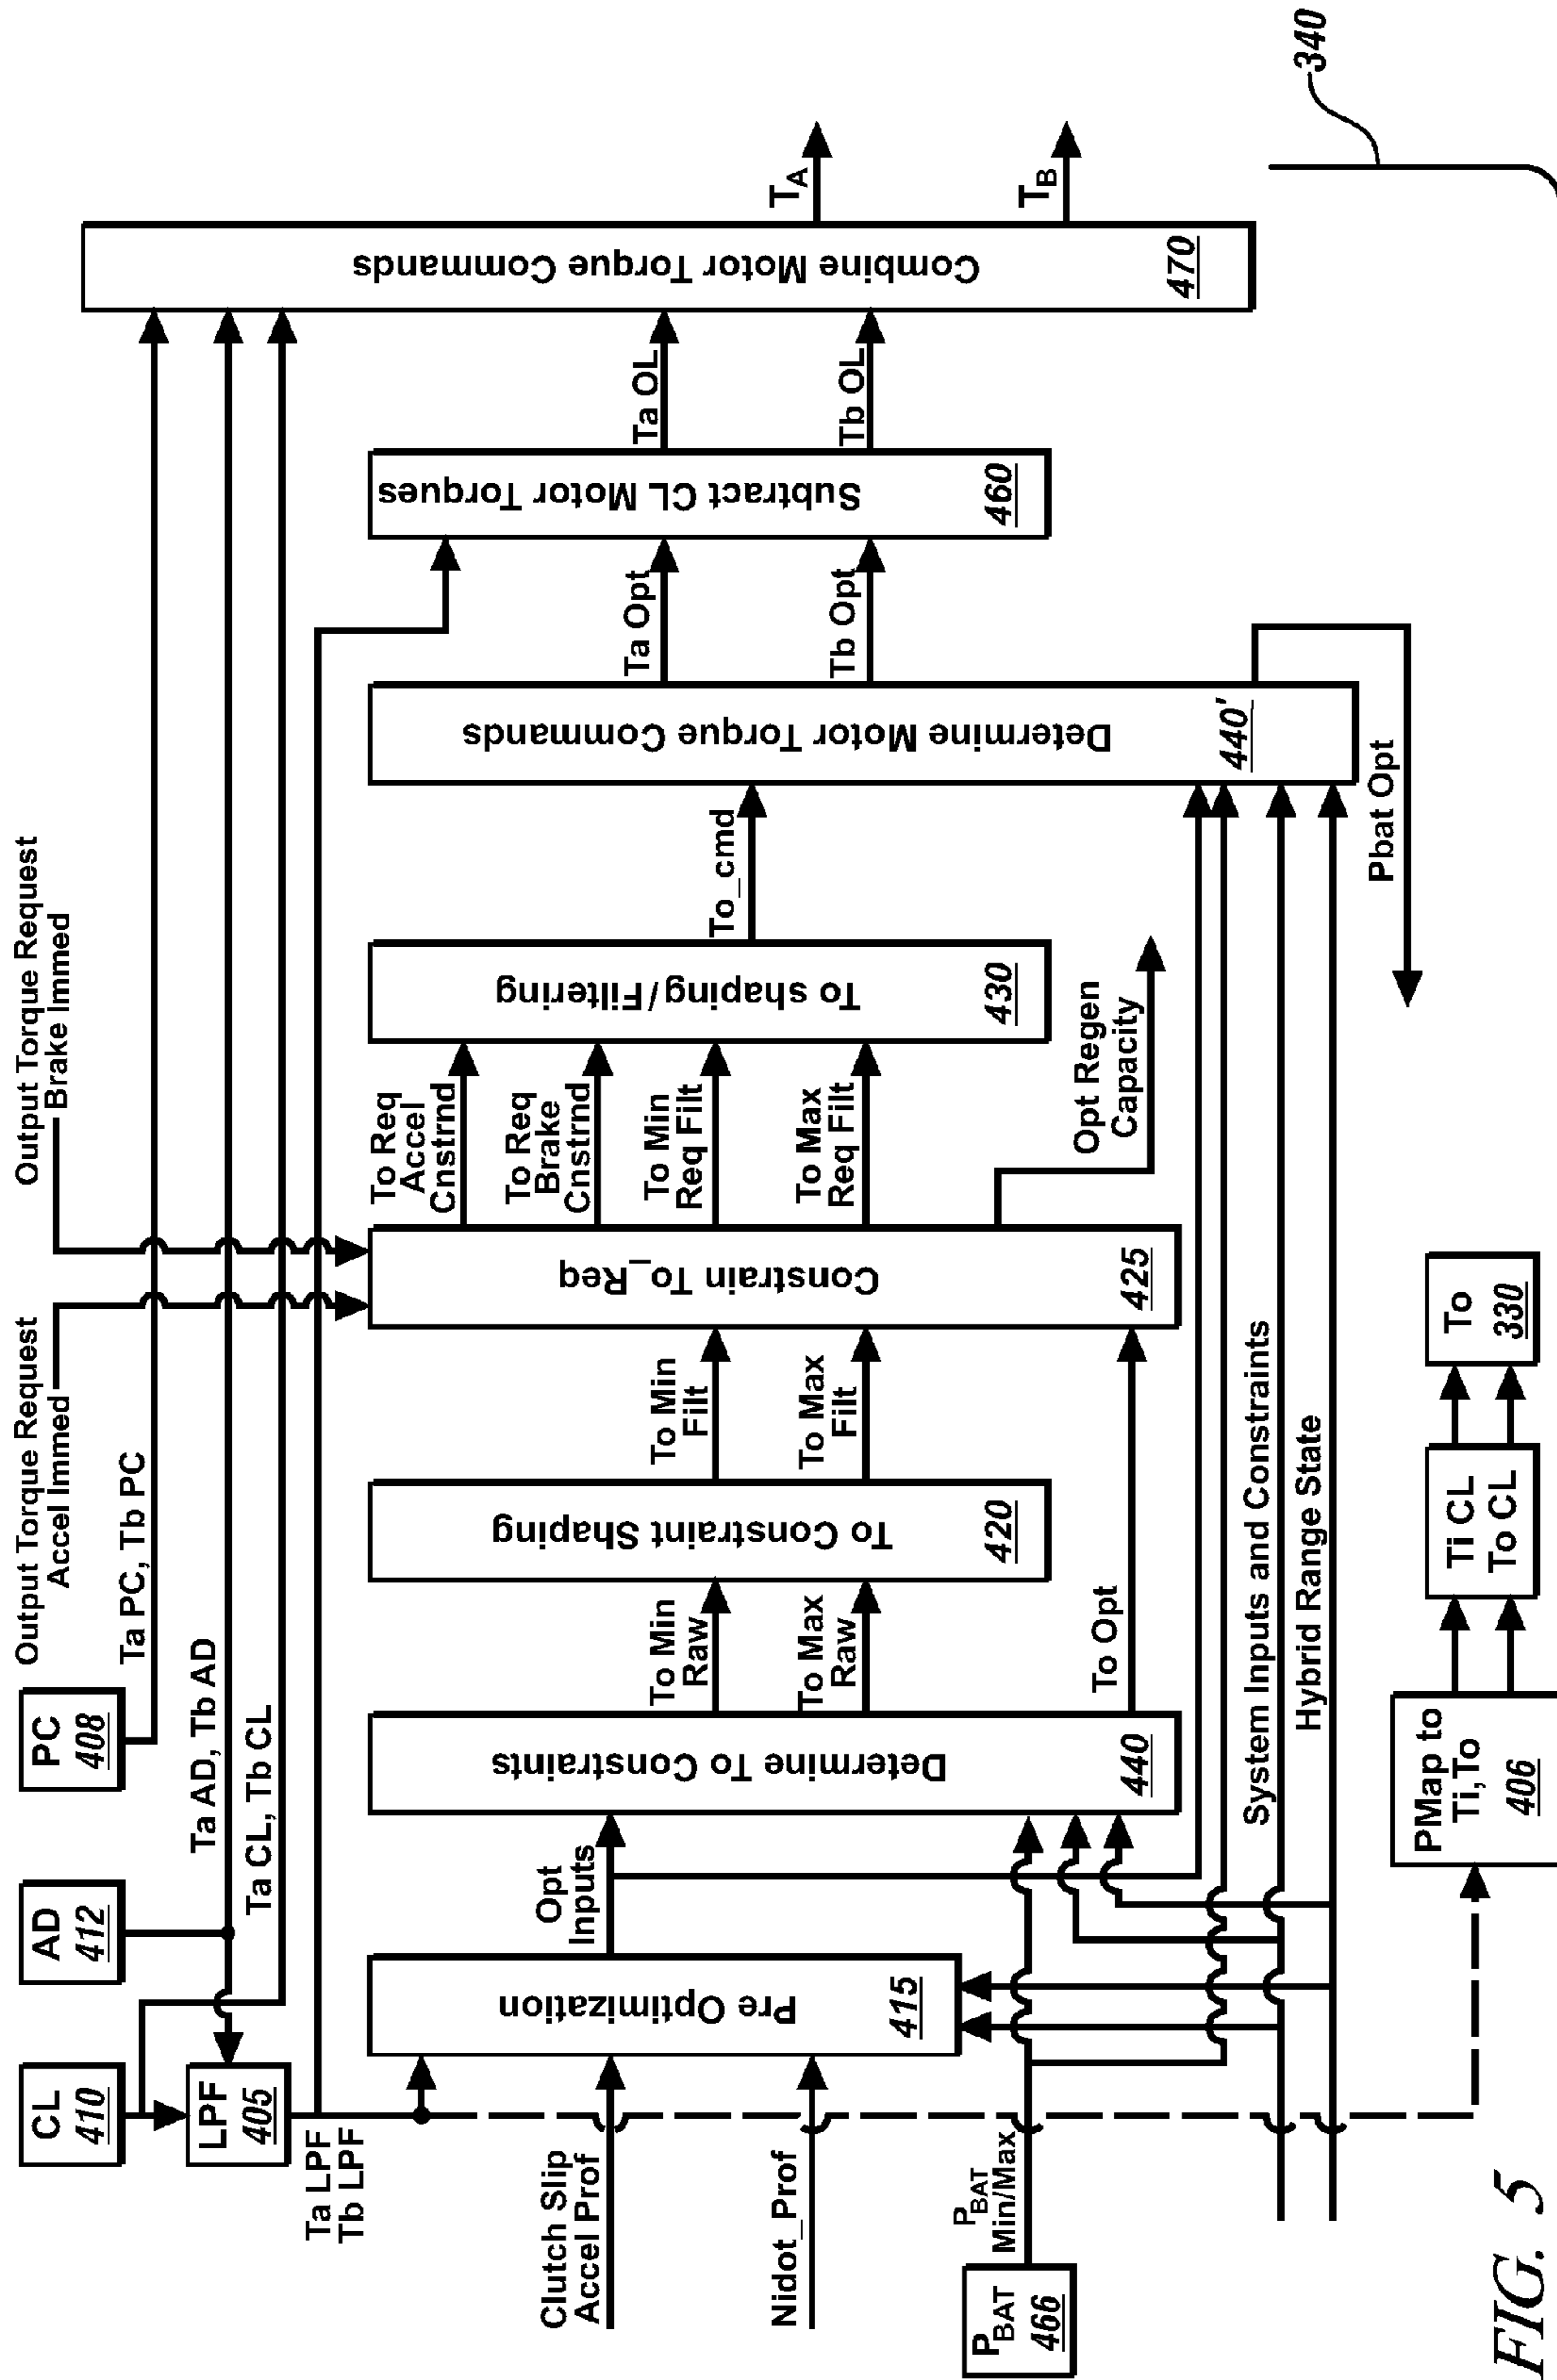 Output Torque Request
Brake Immed
Output Torque Request
Accel Immed
CL
410
AD
412
PC
408
LPF
405
Ta PC, Tb PC
Ta AD, Tb AD
Ta CL, Tb CL
Ta LPF
Tb LPF
Clutch Slip
Accel Prof
Nidot_Prof
PBAT
Min/Max
PBAT
466
Pre Optimization
415
Opt
Inputs
Determine To Constraints
440
To Min
Raw
To Max
Raw
To Opt
To Constraint Shaping
420
To Min
Filt
To Max
Filt
Constrain To_Req
425
To Req
Accel
Cnstrnd
To Req
Brake
Cnstrnd
To Min
Req Filt
To Max
Req Filt
Opt Regen
Capacity
To shaping/Filtering
430
To_cmd
Determine Motor Torque Commands
440'
Ta Opt
Tb Opt
Pbat Opt
Subtract CL Motor Torques
460
Ta OL
Tb OL
Combine Motor Torque Commands
470
TA
TB
System Inputs and Constraints
Hybrid Range State
PMap to
Ti,To
406
Ti CL
To CL
To
330
340
FIG. 5